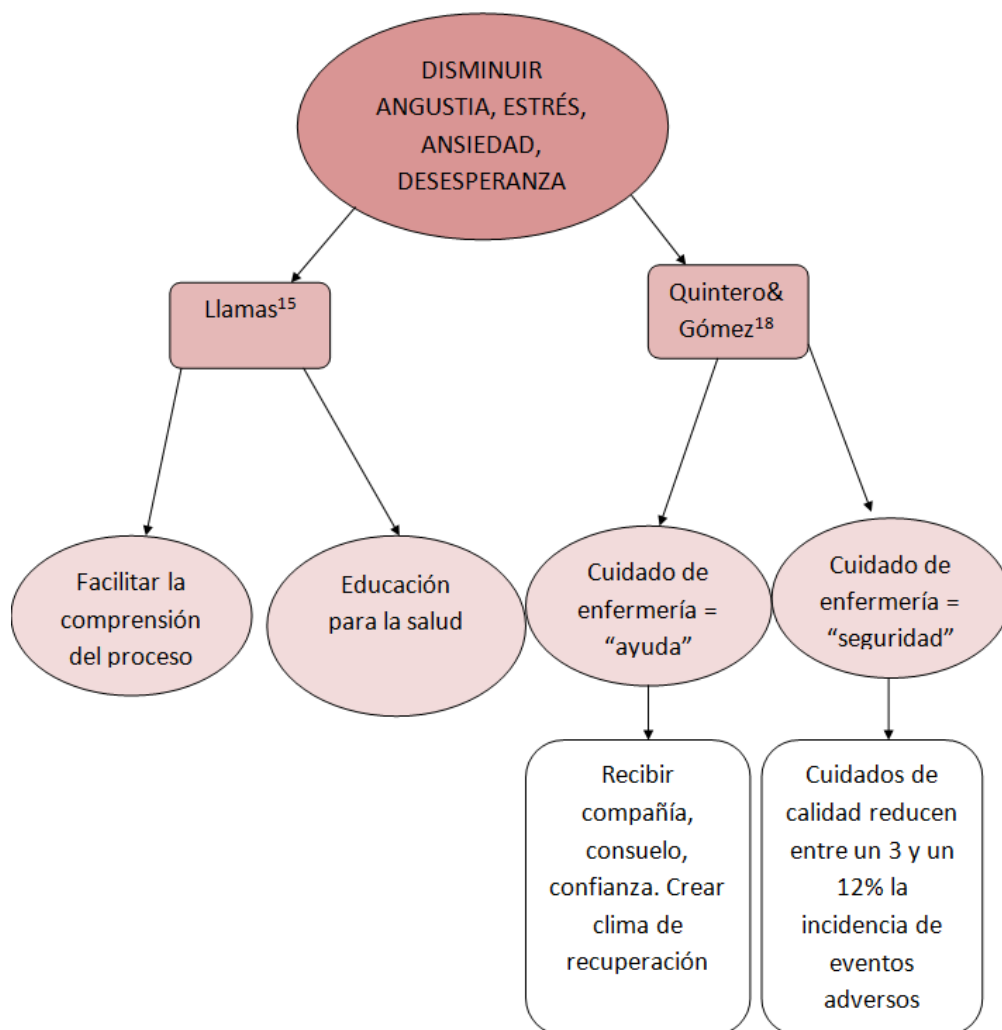 DISMINUIR
ANGUSTIA, ESTRÉS,
ANSIEDAD,
DESESPERANZA
Llamas¹⁵
Quintero&
Gómez¹⁸
Facilitar la
comprensión
del proceso
Educación
para la salud
Cuidado de
enfermería =
“ayuda”
Cuidado de
enfermería =
“seguridad”
Recibir
compañía,
consuelo,
confianza. Crear
clima de
recuperación
Cuidados de
calidad reducen
entre un 3 y un
12% la
incidencia de
eventos
adversos